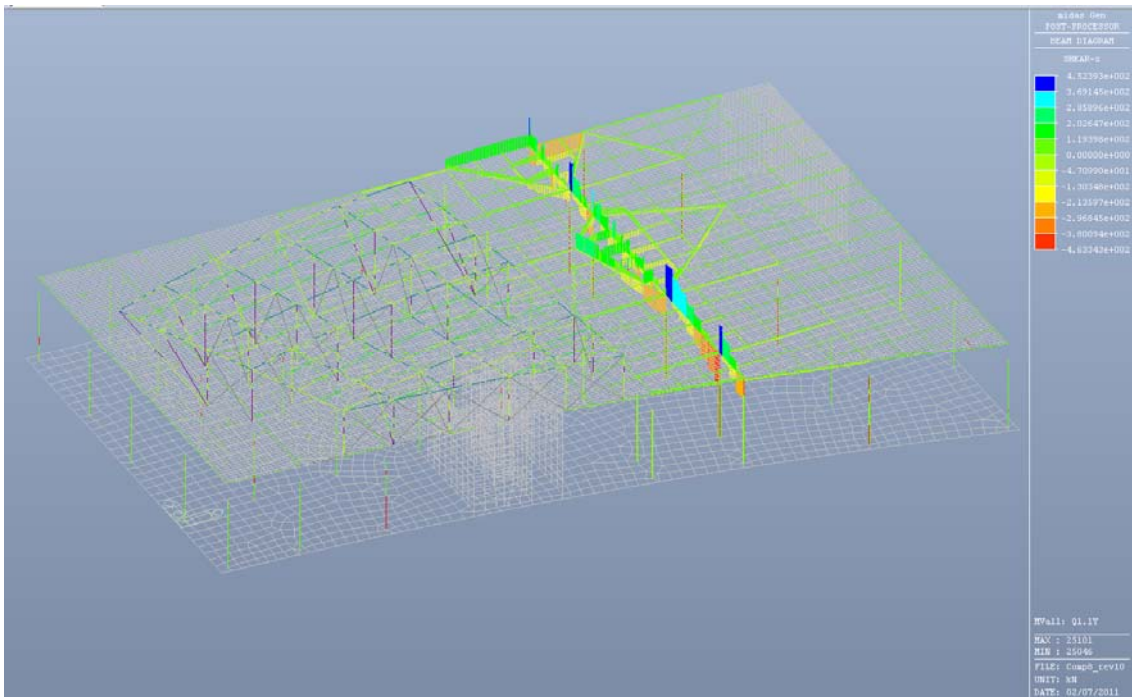 midas Gen
POST-PROCESSOR
BEAM DIAGRAM
SHEAR-z
4.52393e+002
3.69145e+002
2.85896e+002
2.02647e+002
1.19398e+002
0.00000e+000
-4.70990e+001
-1.30348e+002
-2.13597e+002
-2.96845e+002
-3.80094e+002
-4.63343e+002
MVall: Q1.1Y
MAX : 25101
MIN : 25046
FILE: Comp8_rev10
UNIT: kN
DATE: 02/07/2011